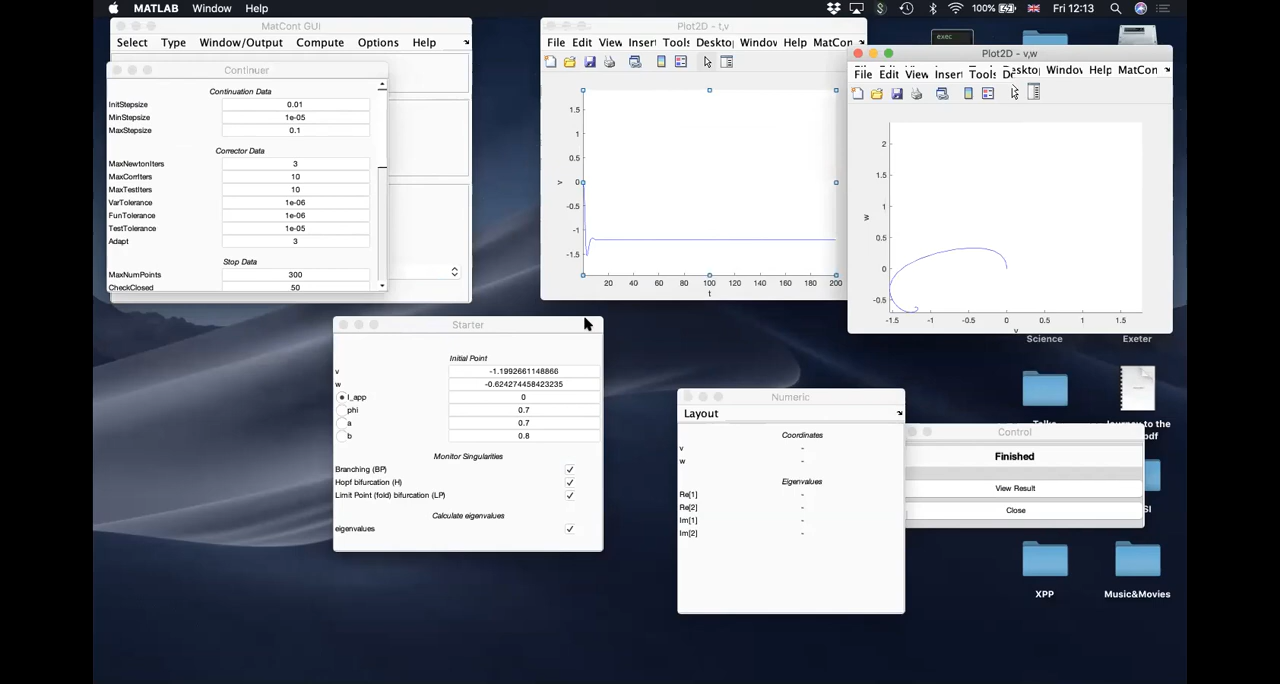 MATLAB Window Help
100% Fri 12:13
MatCont GUI
Select Type Window/Output Compute Options Help
Continuer
Continuation Data
InitStepsize 0.01
MinStepsize 1e-05
MaxStepsize 0.1
Corrector Data
MaxNewtonIters 3
MaxCorrIters 10
MaxTestIters 10
VarTolerance 1e-06
FunTolerance 1e-06
TestTolerance 1e-05
Adapt 3
Stop Data
MaxNumPoints 300
CheckClosed 50
Plot2D - t,v
File Edit View Insert Tools Desktop Window Help MatCon
1.5
1
0.5
0
-0.5
-1
-1.5
v
20 40 60 80 100 120 140 160 180 200
t
exec
Plot2D - v,w
File Edit View Insert Tools Desktop Window Help MatCon
2
1.5
1
0.5
0
-0.5
w
-1.5 -1 -0.5 0 0.5 1 1.5
v
Science
Exeter
Starter
Initial Point
v -1.1992661148866
w -0.624274458423235
I_app 0
phi 0.7
a 0.7
b 0.8
Monitor Singularities
Branching (BP)
Hopf bifurcation (H)
Limit Point (fold) bifurcation (LP)
Calculate eigenvalues
eigenvalues
Numeric
Layout
Coordinates
v -
w -
Eigenvalues
Re[1] -
Re[2] -
Im[1] -
Im[2] -
Control
Finished
View Result
Close
XPP
Music&Movies